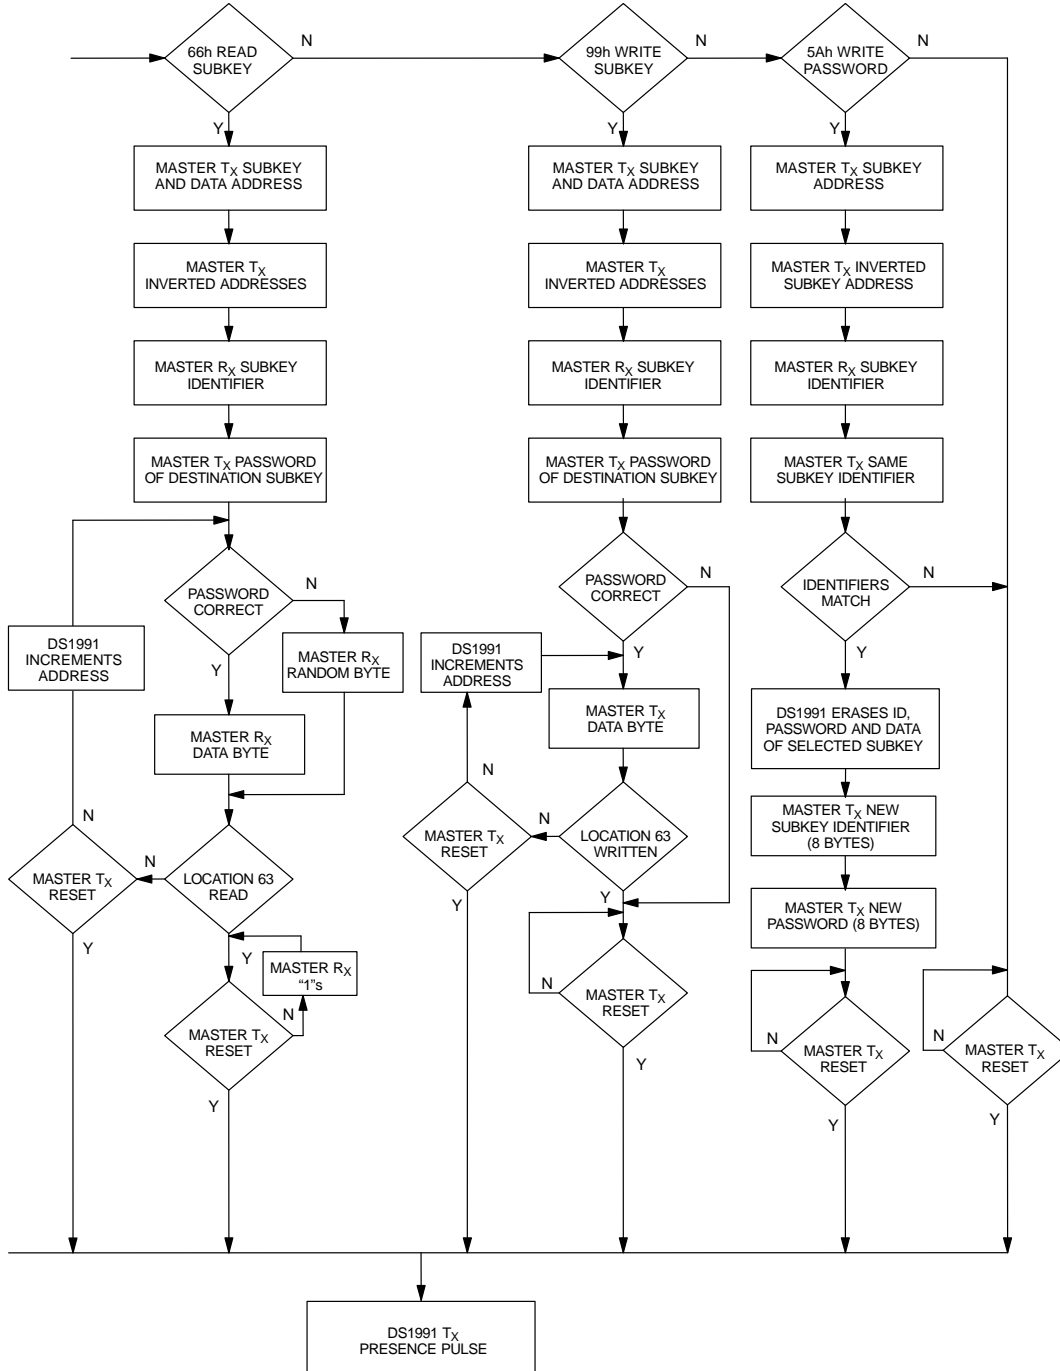 66h READ
SUBKEY
N
99h WRITE
SUBKEY
N
5Ah WRITE
PASSWORD
N
Y
Y
Y
MASTER TX SUBKEY
AND DATA ADDRESS
MASTER TX SUBKEY
AND DATA ADDRESS
MASTER TX SUBKEY
ADDRESS
MASTER TX
INVERTED ADDRESSES
MASTER TX
INVERTED ADDRESSES
MASTER TX INVERTED
SUBKEY ADDRESS
MASTER RX SUBKEY
IDENTIFIER
MASTER RX SUBKEY
IDENTIFIER
MASTER RX SUBKEY
IDENTIFIER
MASTER TX PASSWORD
OF DESTINATION SUBKEY
MASTER TX PASSWORD
OF DESTINATION SUBKEY
MASTER TX SAME
SUBKEY IDENTIFIER
PASSWORD
CORRECT
N
PASSWORD
CORRECT
N
IDENTIFIERS
MATCH
N
DS1991
INCREMENTS
ADDRESS
Y
MASTER RX
RANDOM BYTE
DS1991
INCREMENTS
ADDRESS
Y
Y
MASTER RX
DATA BYTE
MASTER TX
DATA BYTE
DS1991 ERASES ID,
PASSWORD AND DATA
OF SELECTED SUBKEY
N
N
MASTER TX
RESET
N
LOCATION 63
READ
MASTER TX
RESET
N
LOCATION 63
WRITTEN
MASTER TX NEW
SUBKEY IDENTIFIER
(8 BYTES)
Y
Y
Y
Y
MASTER TX NEW
PASSWORD (8 BYTES)
MASTER RX
“1”s
N
MASTER TX
RESET
N
MASTER TX
RESET
N
MASTER TX
RESET
N
MASTER TX
RESET
Y
Y
Y
Y
DS1991 TX
PRESENCE PULSE